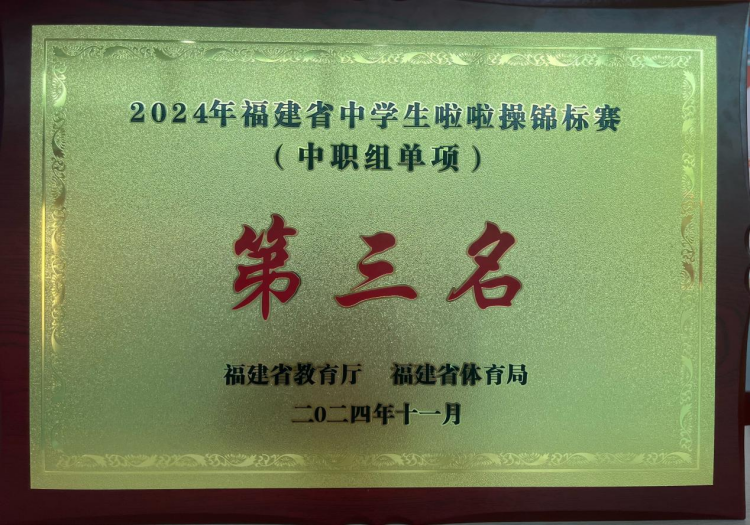 2024年福建省中学生啦啦操锦标赛
（中职组单项）
第三名
福建省教育厅 福建省体育局
二〇二四年十一月